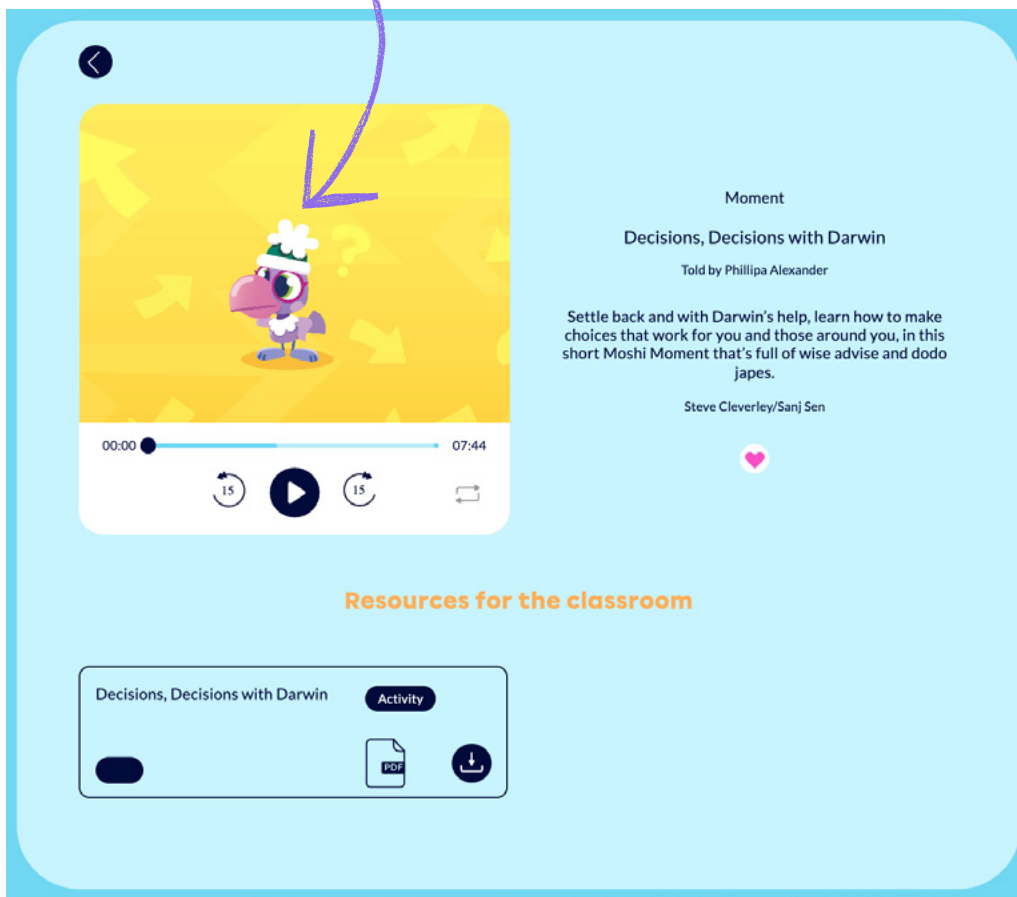 Moment
Decisions, Decisions with Darwin
Told by Phillipa Alexander
Settle back and with Darwin's help, learn how to make
choices that work for you and those around you, in this
short Moshi Moment that's full of wise advise and dodo
japes.
Steve Cleverley/Sanj Sen
?
00:00
07:44
15
15
Resources for the classroom
Decisions, Decisions with Darwin
Activity
PDF